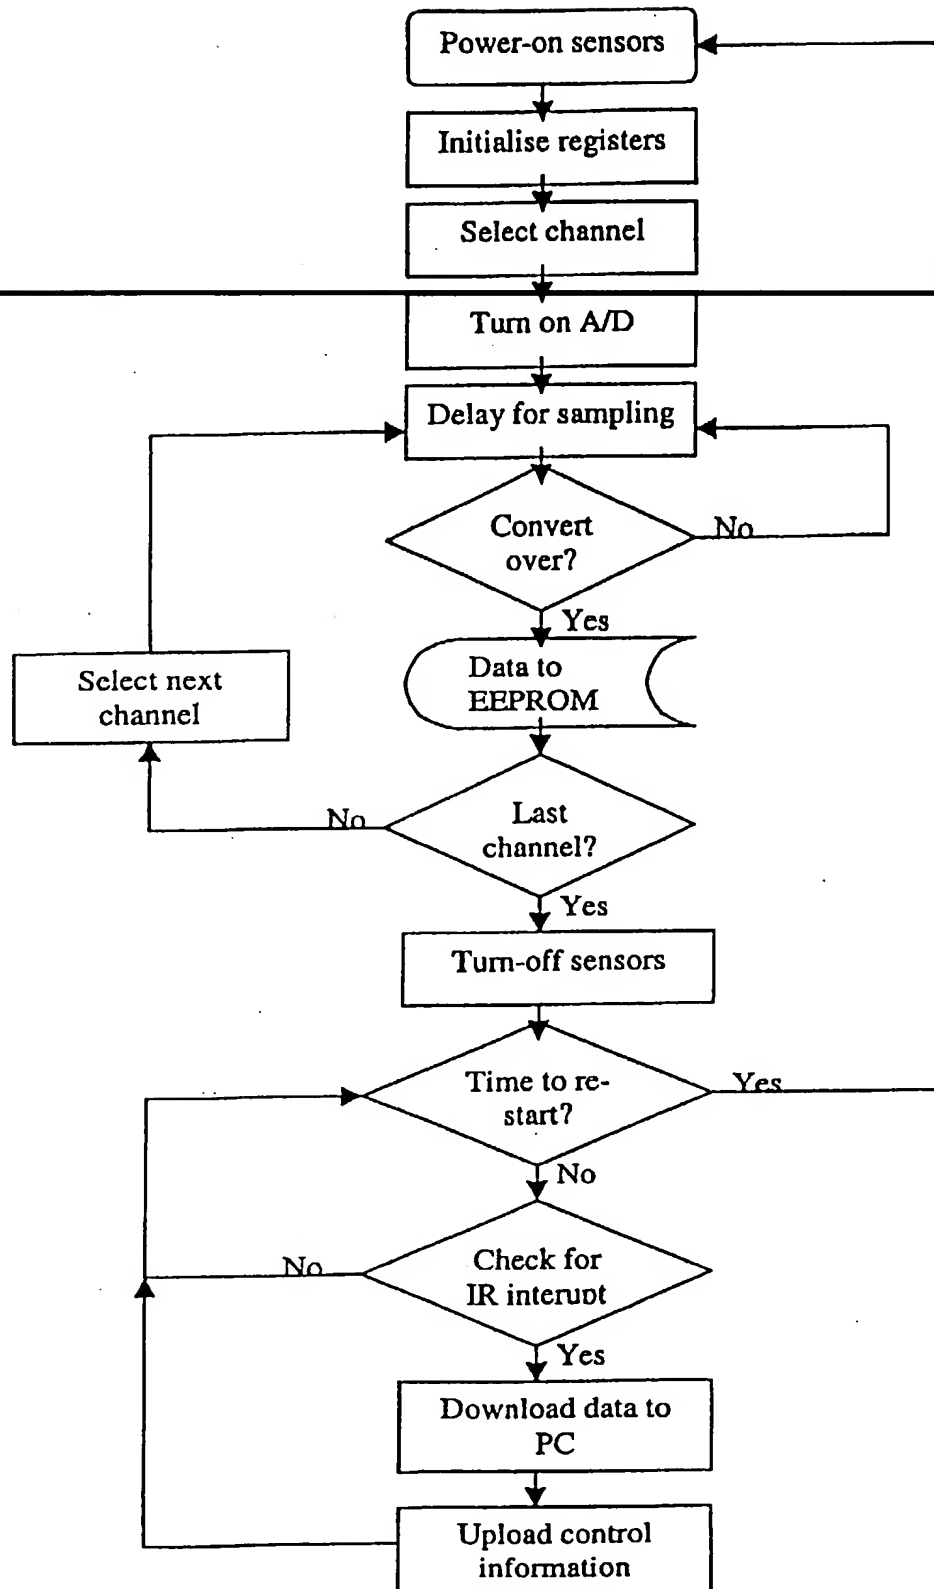 Power-on sensors
Initialise registers
Select channel
Turn on A/D
Delay for sampling
Convert
over?
No
Yes
Data to
EEPROM
Select next
channel
Last
channel?
No
Yes
Turn-off sensors
Time to re-
start?
Yes
No
Check for
IR interupt
No
Yes
Download data to
PC
Upload control
information